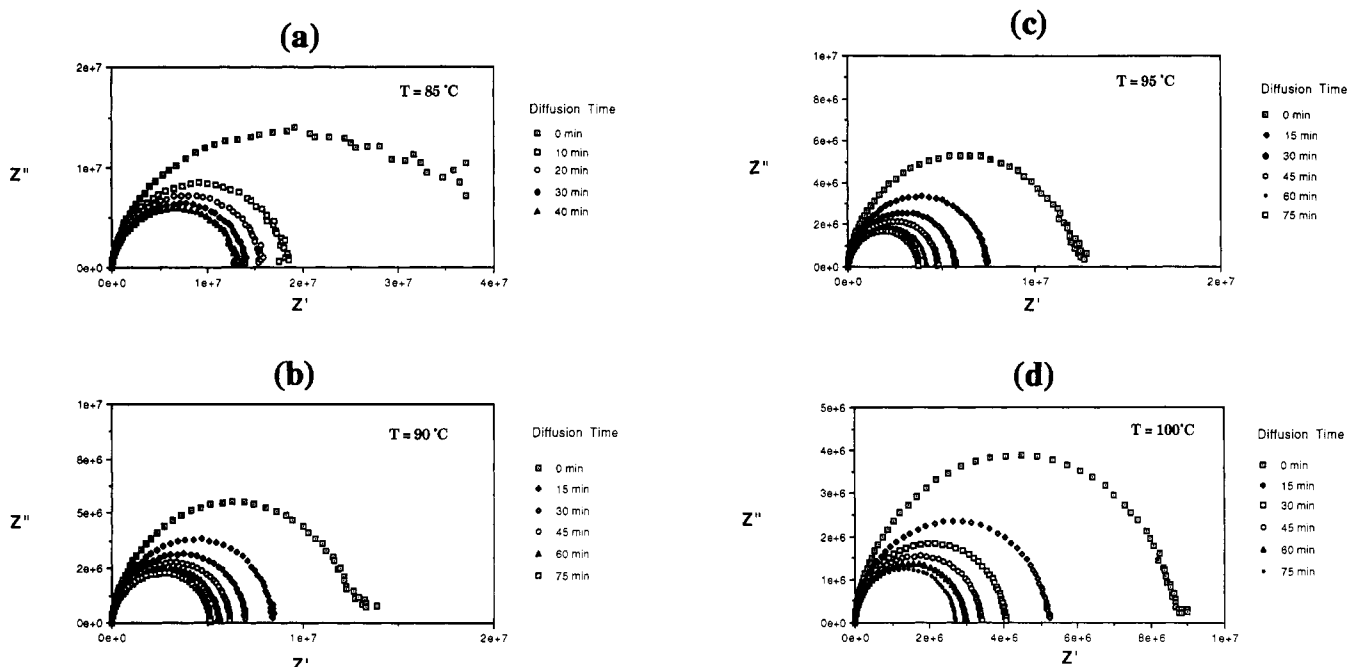 (a)
2e+7
1e+7
0e+0
Z"
T = 85 °C
0e+0
1e+7
2e+7
3e+7
4e+7
Z'
Diffusion Time
0 min
10 min
20 min
30 min
40 min
(b)
1e+7
8e+6
6e+6
4e+6
2e+6
0e+0
Z"
T = 90 °C
0e+0
1e+7
2e+7
Z'
Diffusion Time
0 min
15 min
30 min
45 min
60 min
75 min
(c)
1e+7
8e+6
6e+6
4e+6
2e+6
0e+0
Z"
T = 95 °C
0e+0
1e+7
2e+7
Z'
Diffusion Time
0 min
15 min
30 min
45 min
60 min
75 min
(d)
5e+6
4e+6
3e+6
2e+6
1e+6
0e+0
Z"
T = 100°C
0e+0
2e+6
4e+6
6e+6
8e+6
1e+7
Z'
Diffusion Time
0 min
15 min
30 min
45 min
60 min
75 min